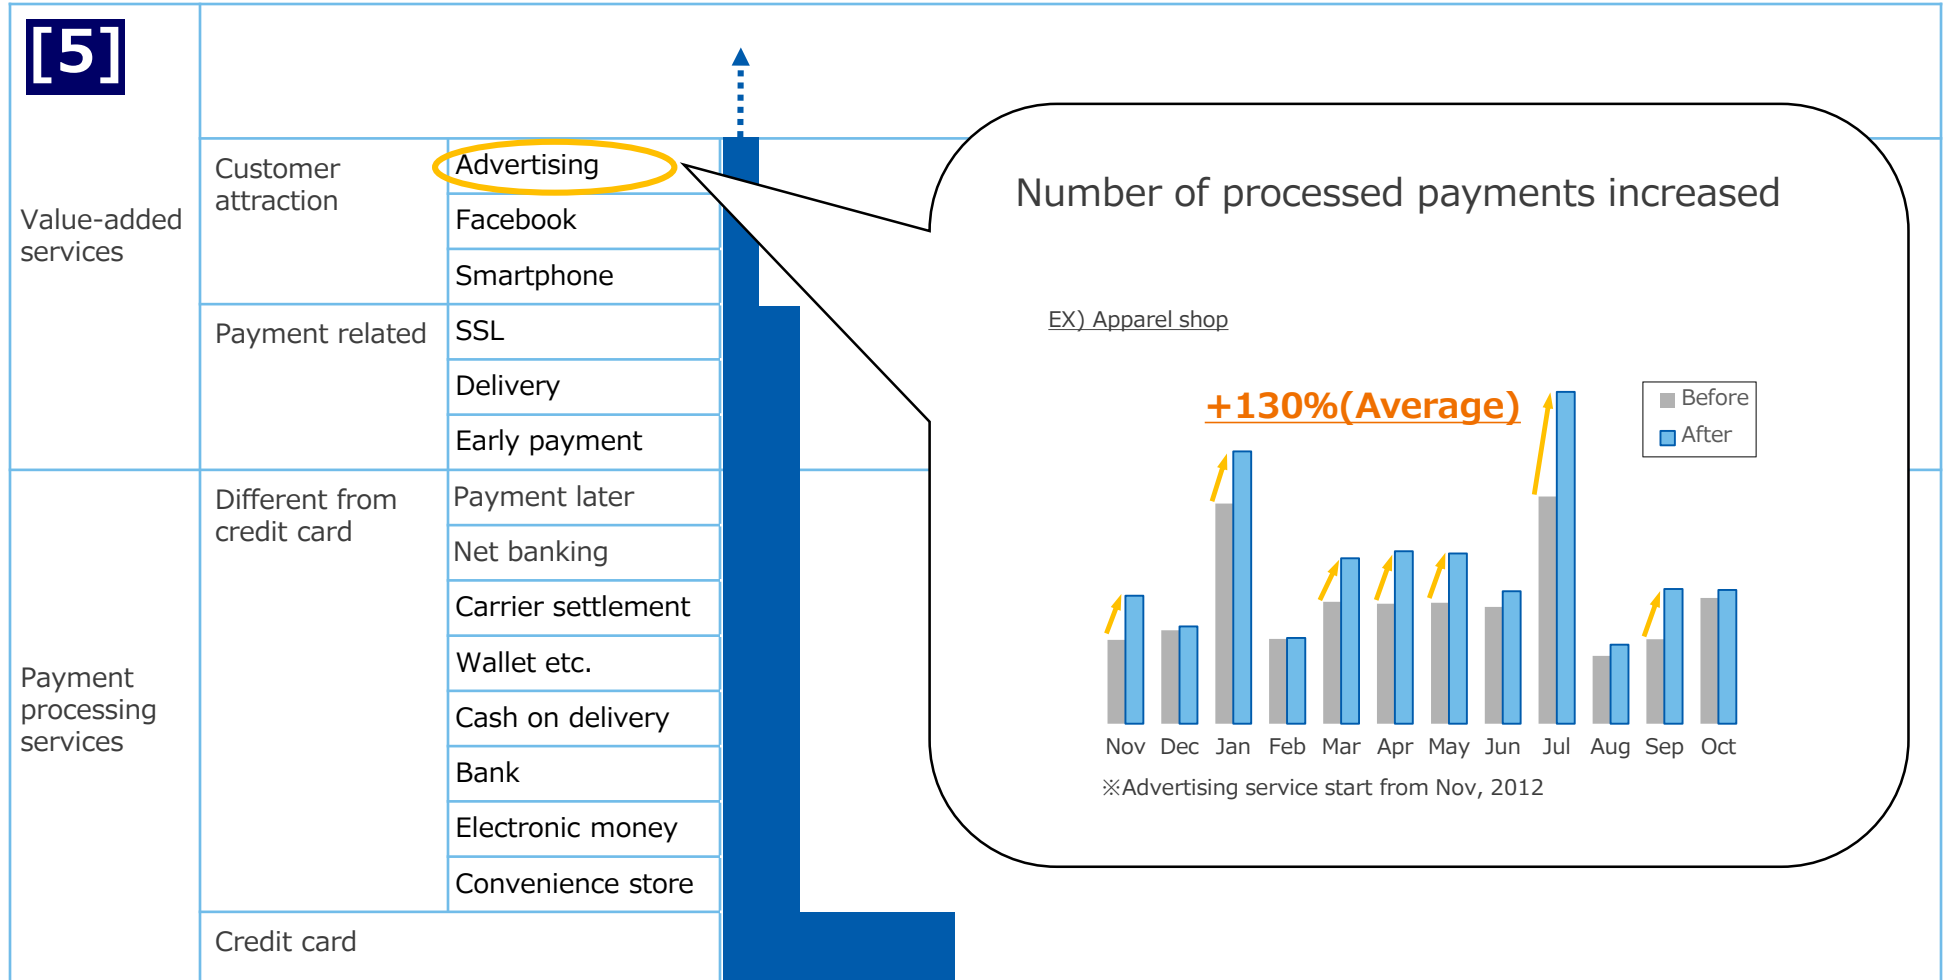 [5]
Value-added
services
Customer
attraction
Advertising
Facebook
Smartphone
Payment related
SSL
Delivery
Early payment
Payment
processing
services
Different from
credit card
Payment later
Net banking
Carrier settlement
Wallet etc.
Cash on delivery
Bank
Electronic money
Convenience store
Credit card
Number of processed payments increased
EX) Apparel shop
+130%(Average)
Before
After
Nov Dec Jan Feb Mar Apr May Jun Jul Aug Sep Oct
※Advertising service start from Nov, 2012